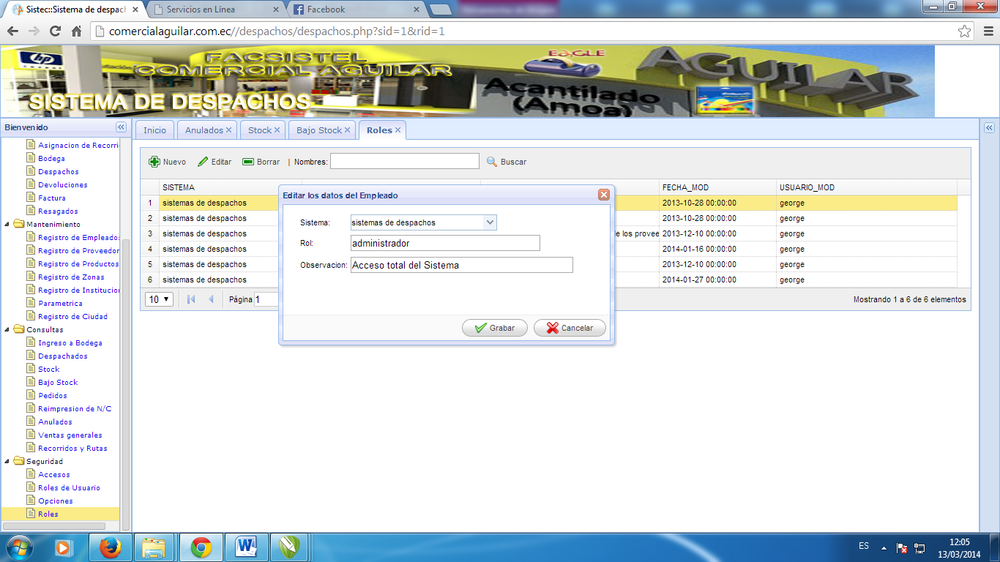 Sistec::Sistema de despach
Servicios en Línea
Facebook
comercialaguilar.com.ec//despachos/despachos.php?sid=1&rid=1
hp
FACSISTEL
COMERCIAL AGUILAR
SISTEMA DE DESPACHOS
EAGLE
Acantilado
(Amoa)
AGUILAR
Bienvenido
Inicio
Anulados
Stock
Bajo Stock
Roles
Asignacion de Recorri
Bodega
Despachos
Devoluciones
Factura
Resagados
Mantenimiento
Registro de Empleado
Registro de Proveedor
Registro de Productos
Registro de Zonas
Registro de Institucion
Parametrica
Registro de Ciudad
Consultas
Ingreso a Bodega
Despachados
Stock
Bajo Stock
Pedidos
Reimpresion de N/C
Anulados
Ventas generales
Recorridos y Rutas
Seguridad
Accesos
Roles de Usuario
Opciones
Roles
Nuevo Editar Borrar | Nombres: Buscar
SISTEMA FECHA_MOD USUARIO_MOD
1 sistemas de despachos 2013-10-28 00:00:00 george
2 sistemas de despachos 2013-10-28 00:00:00 george
3 sistemas de despachos e los provee 2013-12-10 00:00:00 george
4 sistemas de despachos 2014-01-16 00:00:00 george
5 sistemas de despachos 2013-12-10 00:00:00 george
6 sistemas de despachos 2014-01-27 00:00:00 george
10 Página 1 Mostrando 1 a 6 de 6 elementos
Editar los datos del Empleado
Sistema: sistemas de despachos
Rol: administrador
Observacion: Acceso total del Sistema
Grabar Cancelar
ES
12:05
13/03/2014